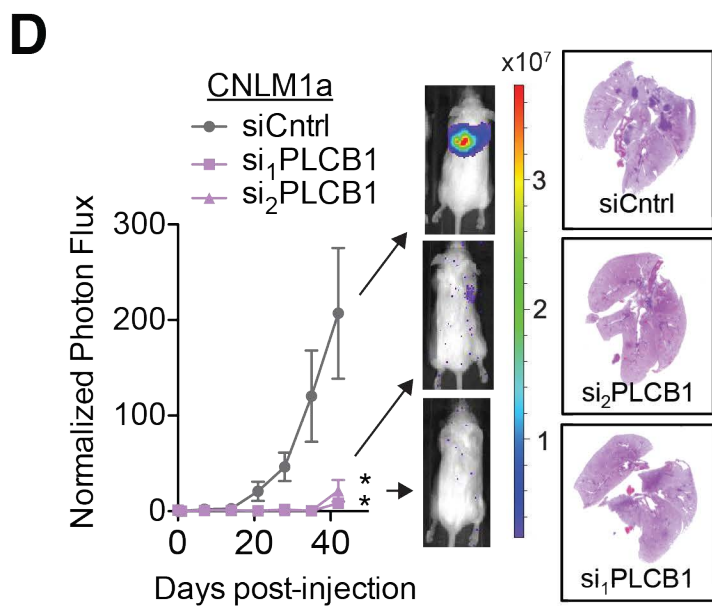 D
CNLM1a
siCntrl
si₁PLCB1
si₂PLCB1
Normalized Photon Flux
300
200
100
0
0 20 40
Days post-injection
*
*
x10⁷
3
2
1
siCntrl
si₂PLCB1
si₁PLCB1